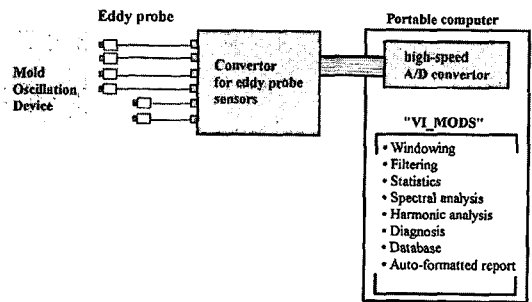 Eddy probe
Portable computer
Mold
Oscillation
Device
Convertor
for eddy probe
sensors
high-speed
A/D convertor
"VI_MODS"
• Windowing
• Filtering
• Statistics
• Spectral analysis
• Harmonic analysis
• Diagnosis
• Database
• Auto-formatted report